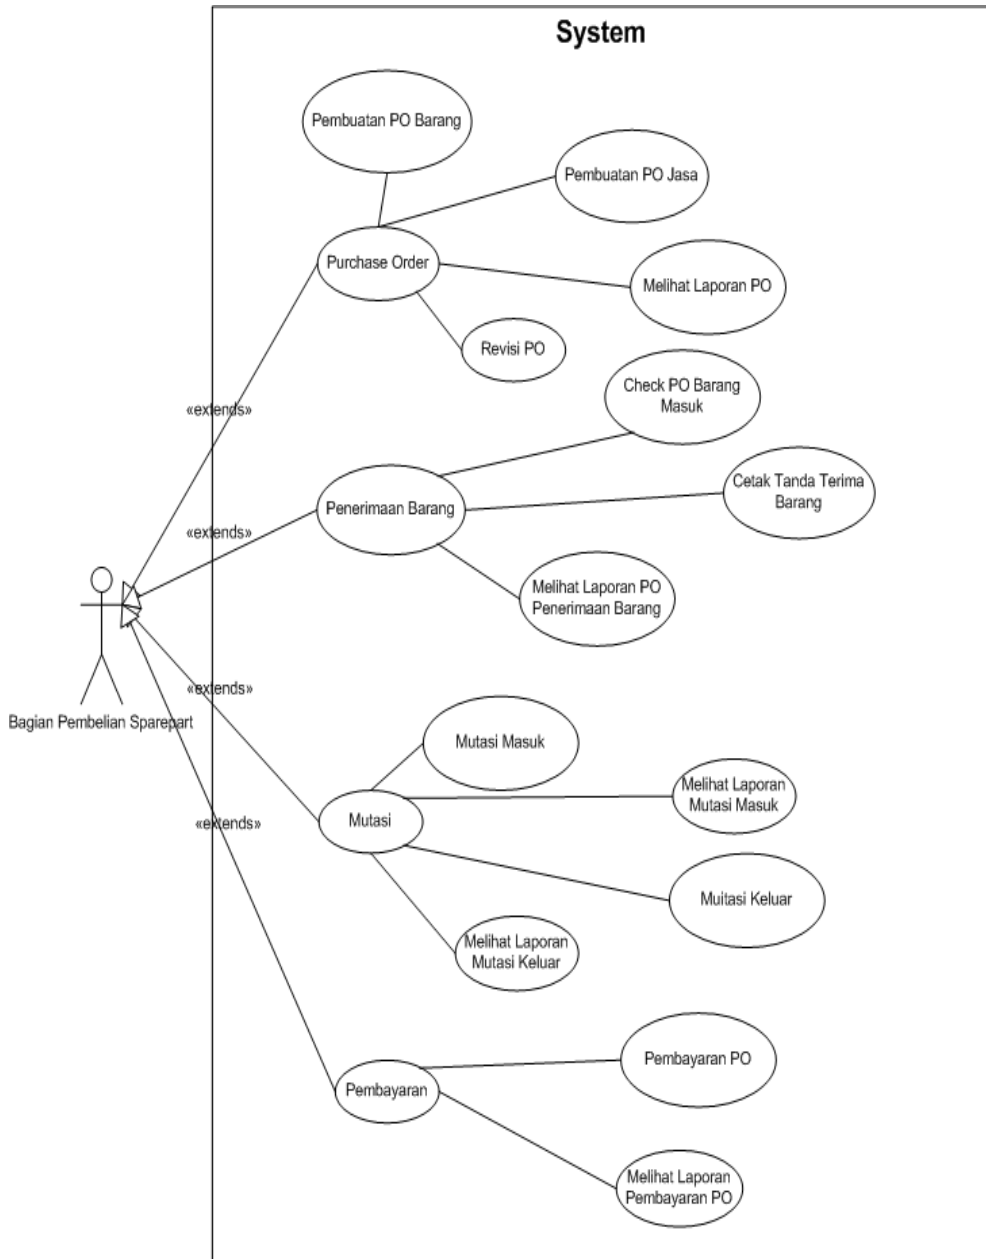 System
Pembuatan PO Barang
Pembuatan PO Jasa
Purchase Order
Melihat Laporan PO
Revisi PO
Check PO Barang
Masuk
«extends»
Cetak Tanda Terima
Barang
Penerimaan Barang
«extends»
Melihat Laporan PO
Penerimaan Barang
«extends»
Bagian Pembelian Sparepart
Mutasi Masuk
Melihat Laporan
Mutasi Masuk
Mutasi
«extends»
Muitasi Keluar
Melihat Laporan
Mutasi Keluar
Pembayaran PO
Pembayaran
Melihat Laporan
Pembayaran PO